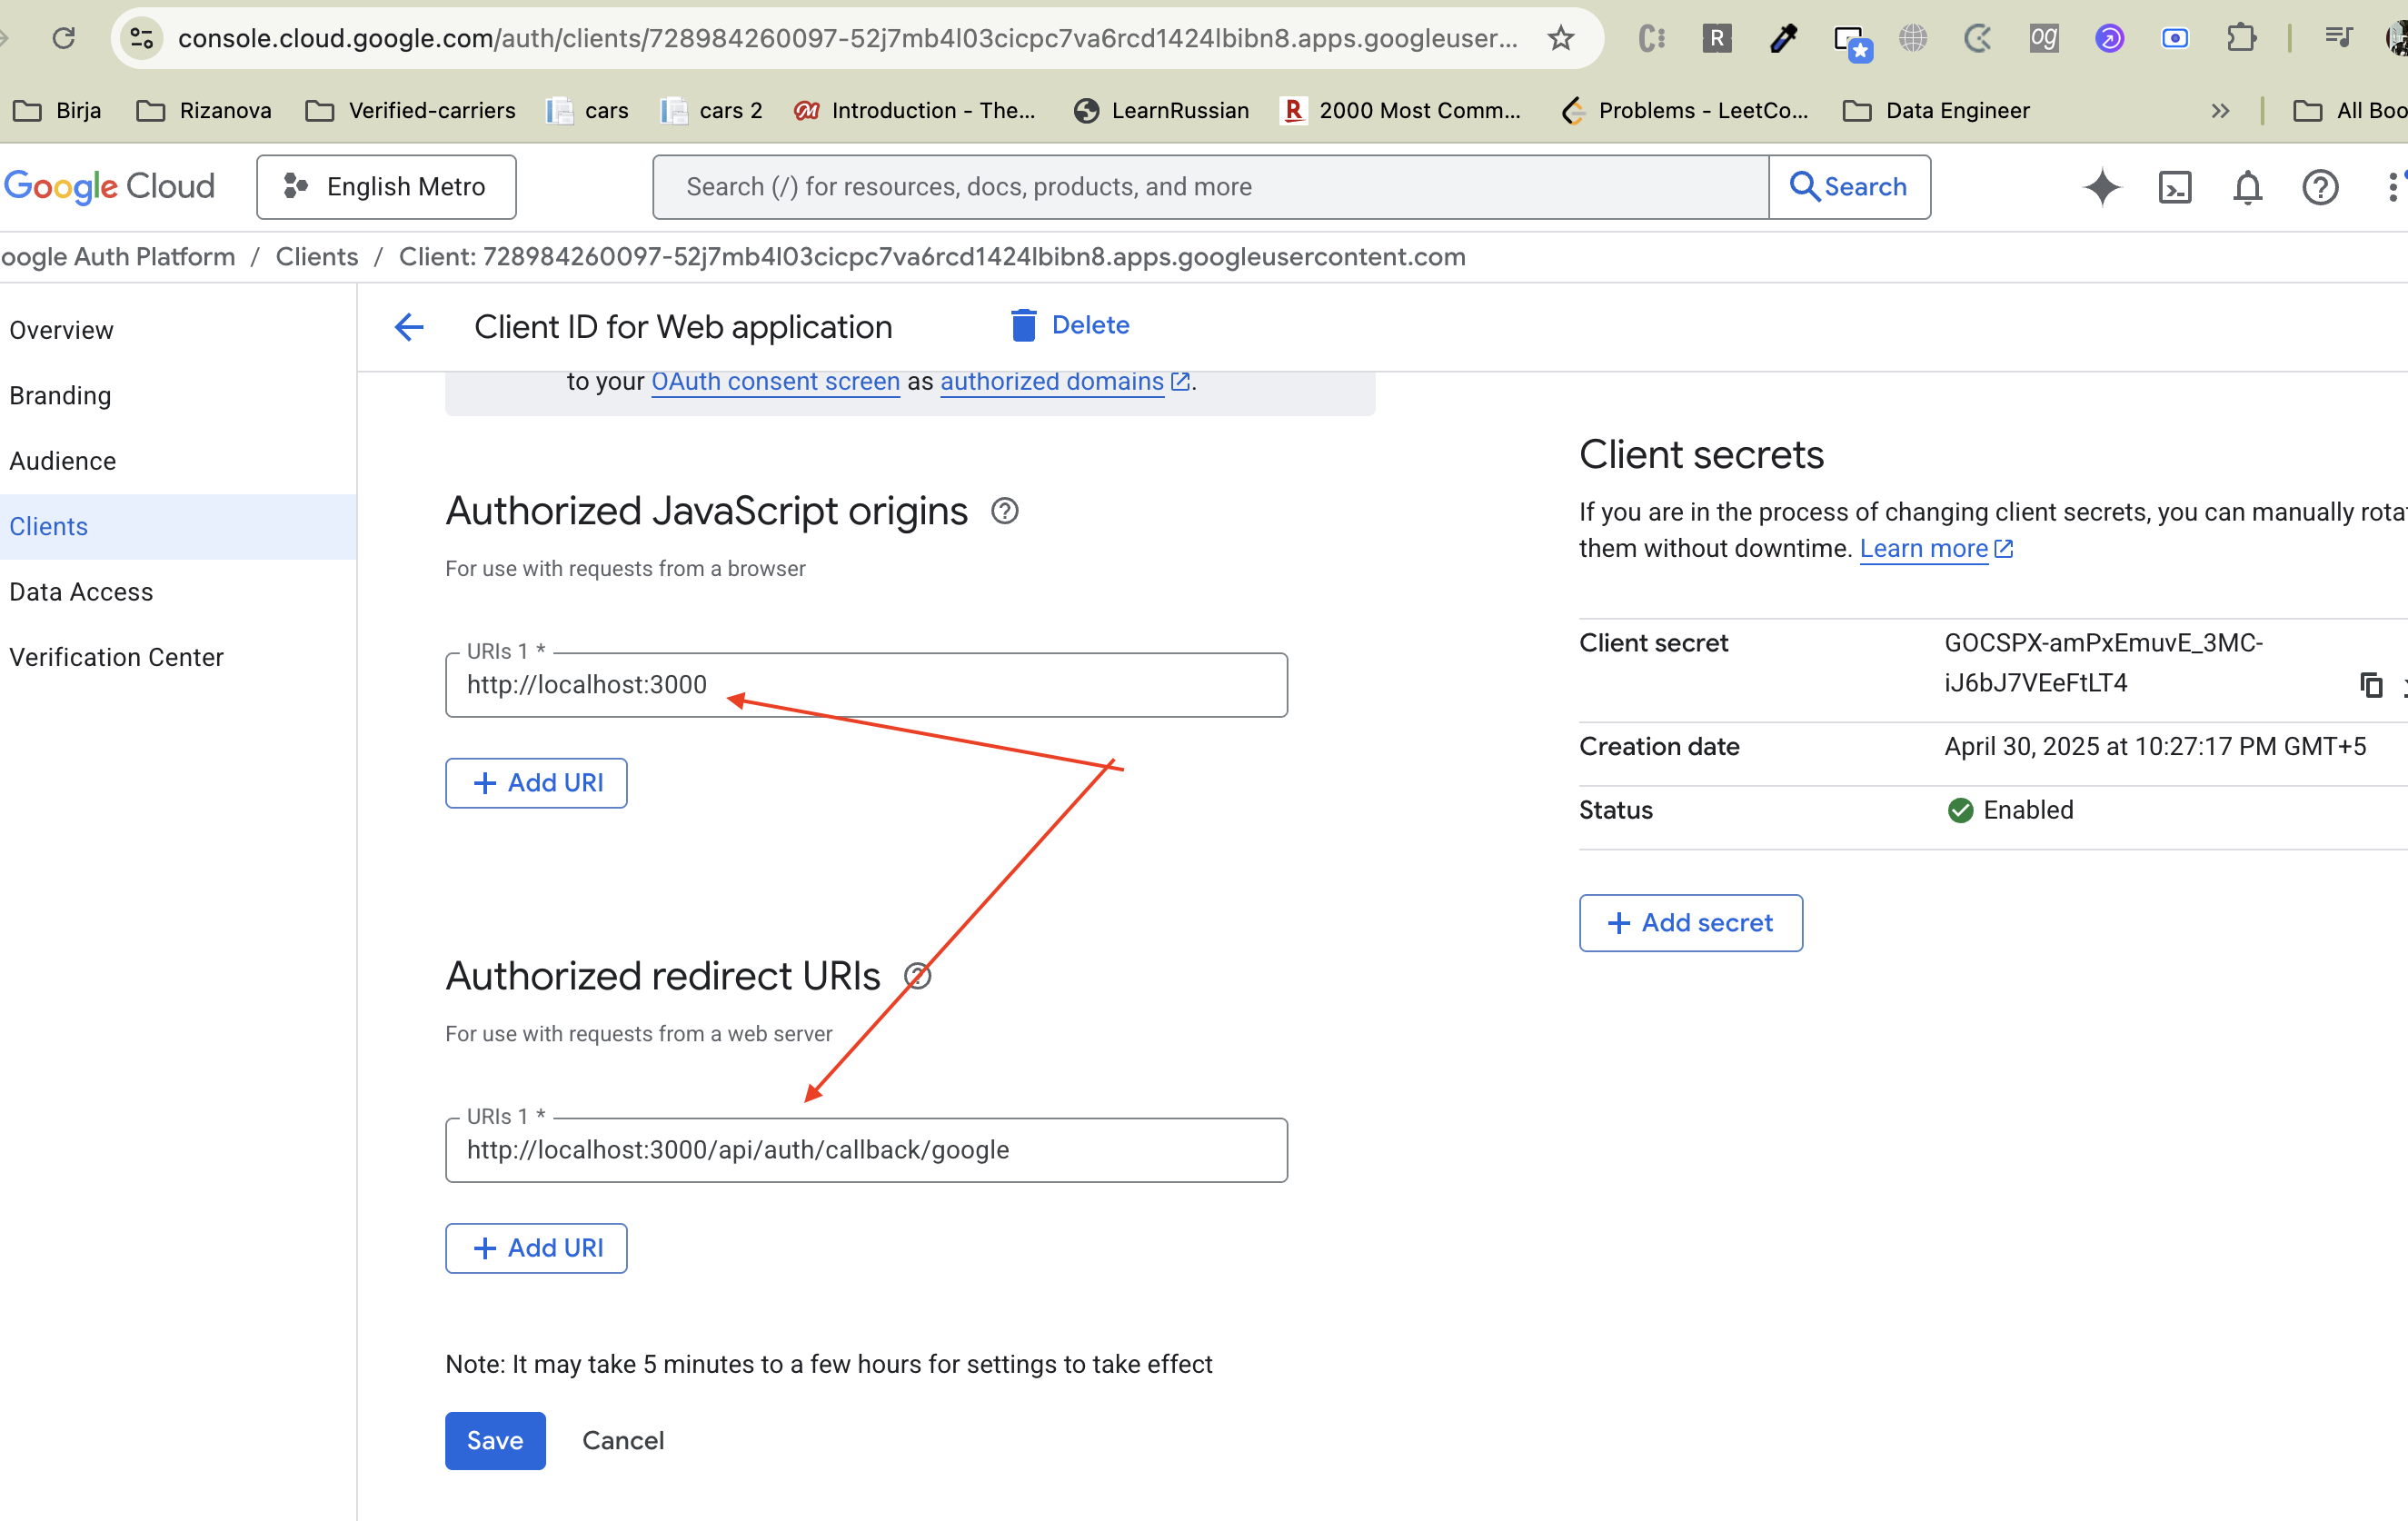 console.cloud.google.com/auth/clients/728984260097-52j7mb4l03cicpc7va6rcd1424lbibn8.apps.googleuser...
Birja
Rizanova
Verified-carriers
cars
cars 2
Introduction - The...
LearnRussian
2000 Most Comm...
Problems - LeetCo...
Data Engineer
All Boo
Google Cloud
English Metro
Search (/) for resources, docs, products, and more
Search
oogle Auth Platform / Clients / Client: 728984260097-52j7mb4l03cicpc7va6rcd1424lbibn8.apps.googleusercontent.com
Overview
Branding
Audience
Clients
Data Access
Verification Center
Client ID for Web application
Delete
to your OAuth consent screen as authorized domains.
Authorized JavaScript origins
For use with requests from a browser
URIs 1 *
http://localhost:3000
+ Add URI
Authorized redirect URIs
For use with requests from a web server
URIs 1 *
http://localhost:3000/api/auth/callback/google
+ Add URI
Note: It may take 5 minutes to a few hours for settings to take effect
Save
Cancel
Client secrets
If you are in the process of changing client secrets, you can manually rota
them without downtime. Learn more
Client secret
GOCSPX-amPxEmuvE_3MC-
iJ6bJ7VEeFtLT4
Creation date
April 30, 2025 at 10:27:17 PM GMT+5
Status
Enabled
+ Add secret